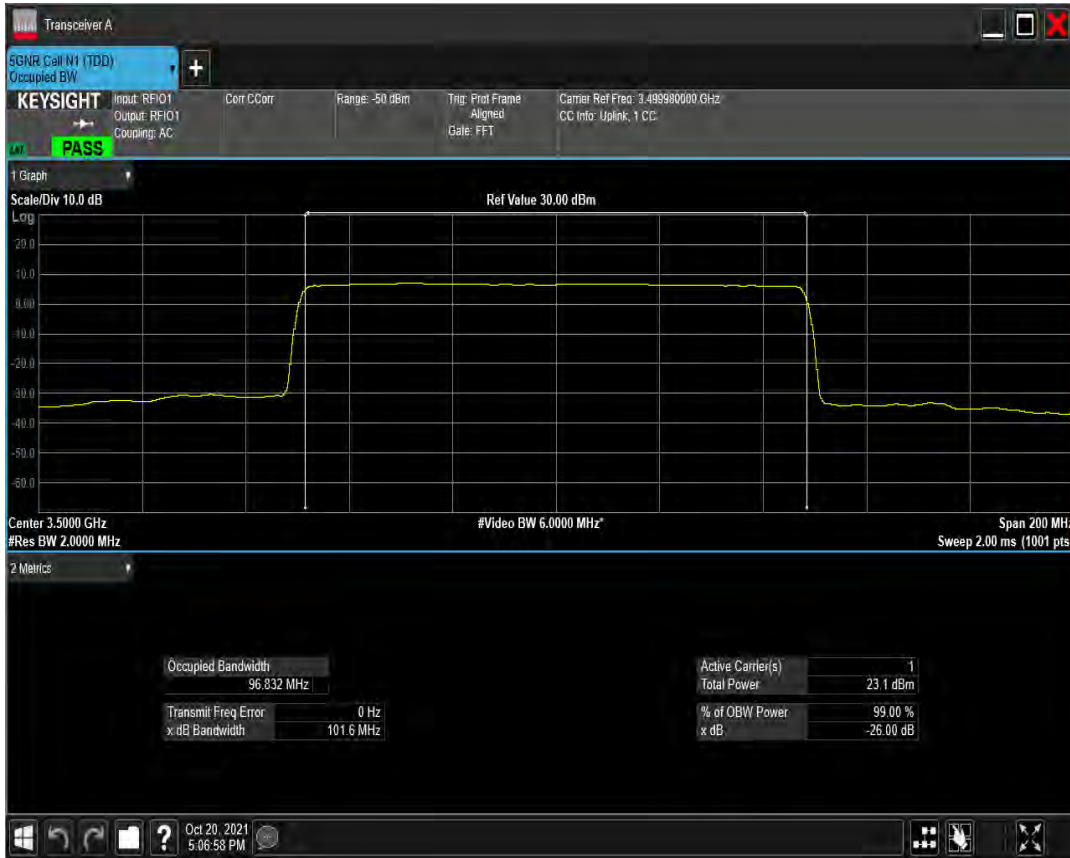 Transceiver A
5GNR Cell N1 (TDD)
Occupied BW
KEYSIGHT
PASS
Input: RFIO1
Output: RFIO1
Coupling: AC
Corr CCorr
Range: -50 dBm
Trig: Prot Frame
Aligned
Gate: FFT
Carrier Ref Freq: 3.499980000 GHz
CC Info: Uplink, 1 CC
1 Graph
Scale/Div 10.0 dB
Ref Value 30.00 dBm
Log
20.0
10.0
0.00
-10.0
-20.0
-30.0
-40.0
-50.0
Center 3.5000 GHz
#Video BW 6.0000 MHz*
Span 200 MHz
#Res BW 2.0000 MHz
Sweep 2.00 ms (1001 pts
2 Metrics
Occupied Bandwidth
96.832 MHz
Transmit Freq Error 0 Hz
x dB Bandwidth 101.6 MHz
Active Carrier(s) 1
Total Power 23.1 dBm
% of OBW Power 99.00 %
x dB -26.00 dB
?
Oct 20, 2021
5:06:58 PM